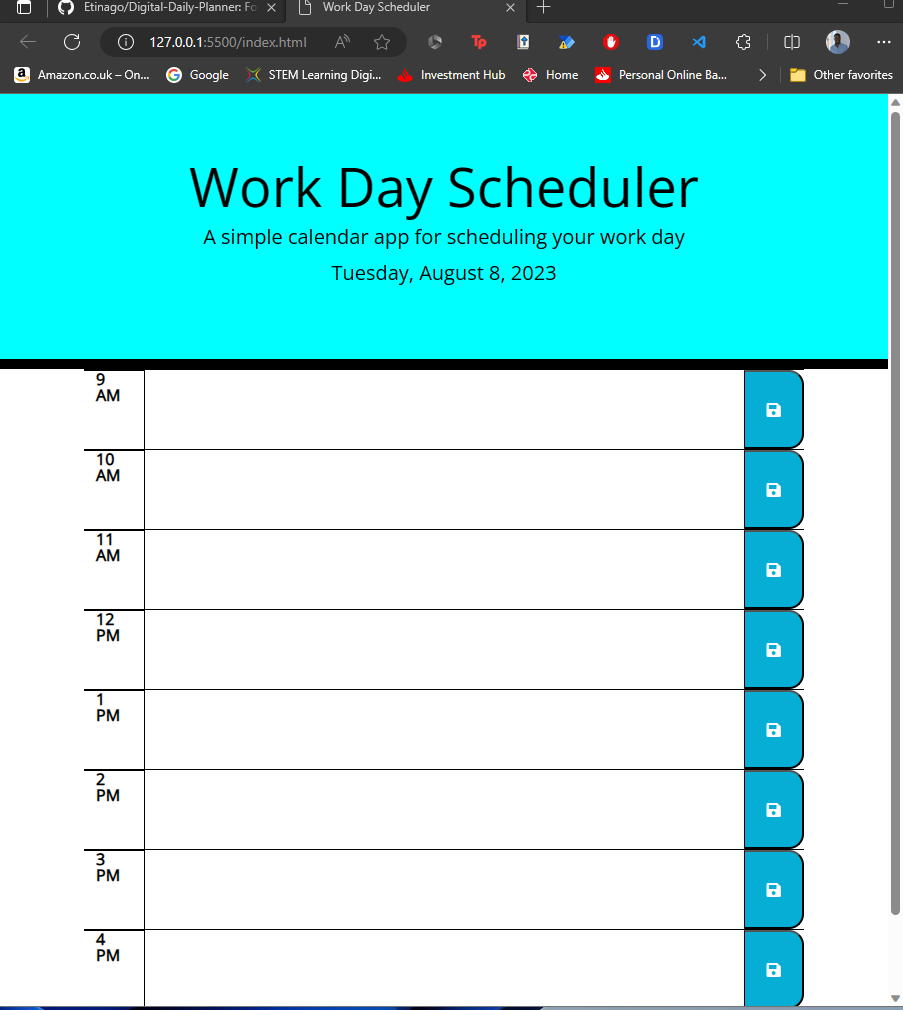 Etinago/Digital-Daily-Planner: Fo
Work Day Scheduler
127.0.0.1:5500/index.html
Amazon.co.uk – On... Google STEM Learning Digi... Investment Hub Home Personal Online Ba... Other favorites
Work Day Scheduler
A simple calendar app for scheduling your work day
Tuesday, August 8, 2023
9
AM
10
AM
11
AM
12
PM
1
PM
2
PM
3
PM
4
PM